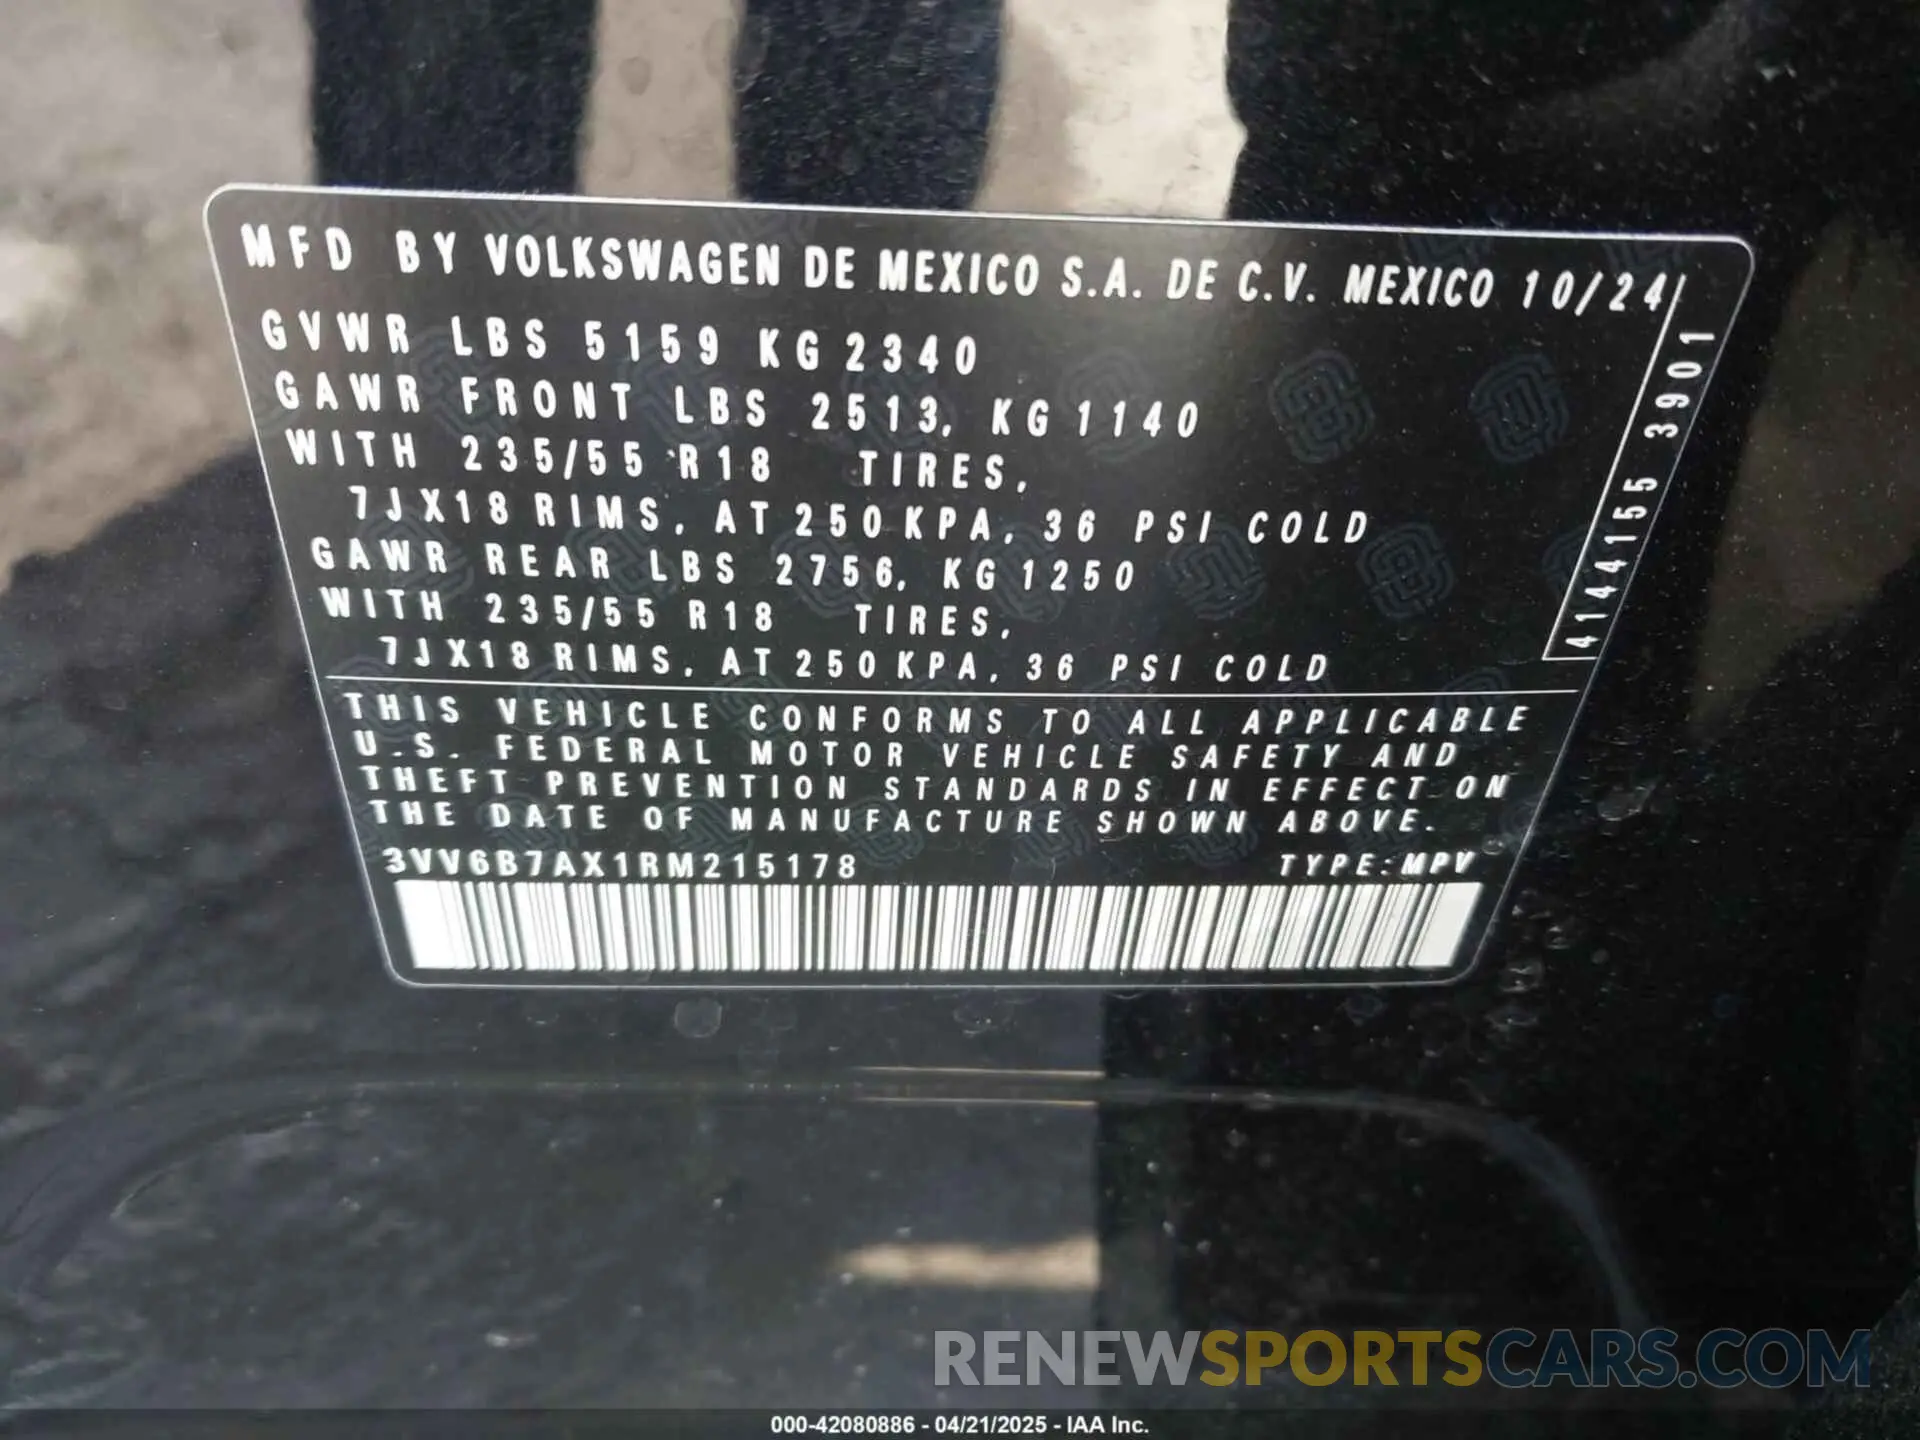 MFD BY VOLKSWAGEN DE MEXICO S.A. DE C.V. MEXICO 10/24
GVWR LBS 5159 KG 2340
GAWR FRONT LBS 2513, KG 1140
WITH 235/55 R18 TIRES,
7JX18 RIMS, AT 250 KPA, 36 PSI COLD
GAWR REAR LBS 2756, KG 1250
WITH 235/55 R18 TIRES,
7JX18 RIMS, AT 250 KPA, 36 PSI COLD
4144155 3901
THIS VEHICLE CONFORMS TO ALL APPLICABLE
U.S. FEDERAL MOTOR VEHICLE SAFETY AND
THEFT PREVENTION STANDARDS IN EFFECT ON
THE DATE OF MANUFACTURE SHOWN ABOVE.
3VV6B7AX1RM215178 TYPE: MPV
RENEWSPORTSCARS.COM
000-42080886 - 04/21/2025 - IAA Inc.